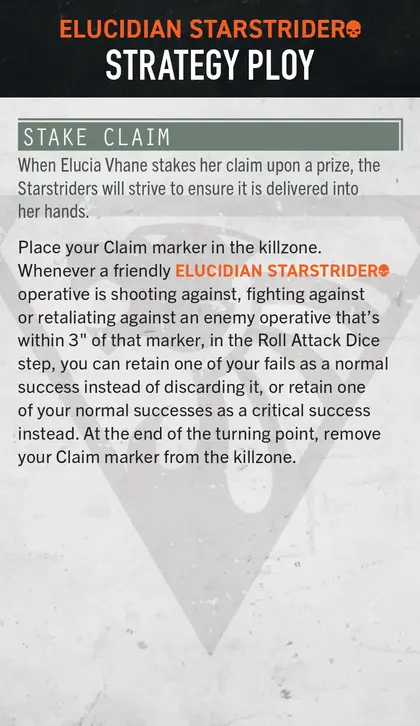 ELUCIDIAN STARSTRIDER
STRATEGY PLOY
STAKE CLAIM
When Elucia Vhane stakes her claim upon a prize, the
Starstriders will strive to ensure it is delivered into
her hands.
Place your Claim marker in the killzone.
Whenever a friendly ELUCIDIAN STARSTRIDER
operative is shooting against, fighting against
or retaliating against an enemy operative that’s
within 3" of that marker, in the Roll Attack Dice
step, you can retain one of your fails as a normal
success instead of discarding it, or retain one
of your normal successes as a critical success
instead. At the end of the turning point, remove
your Claim marker from the killzone.